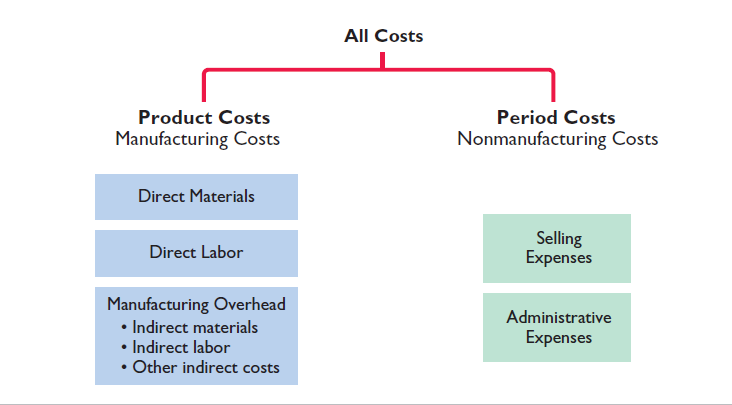 All Costs
Product Costs
Manufacturing Costs
Direct Materials
Direct Labor
Manufacturing Overhead
• Indirect materials
• Indirect labor
• Other indirect costs
Period Costs
Nonmanufacturing Costs
Selling
Expenses
Administrative
Expenses